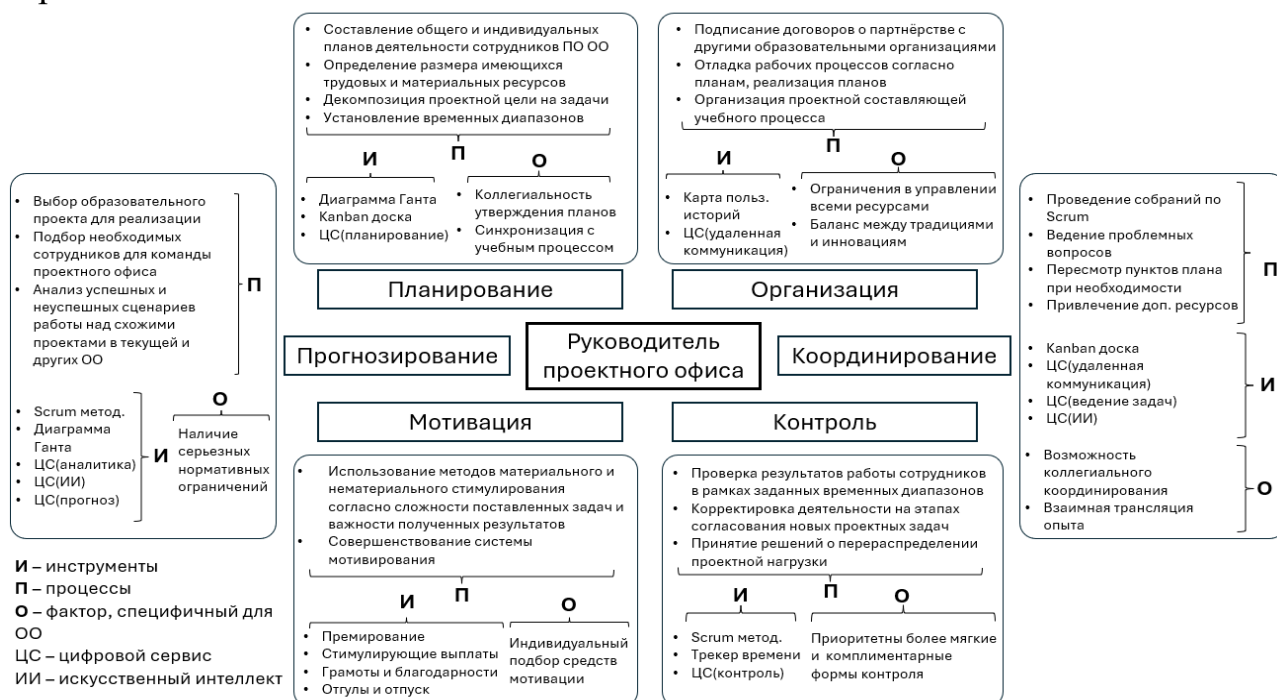 • Составление общего и индивидуальных
планов деятельности сотрудников ПО ОО
• Определение размера имеющихся
трудовых и материальных ресурсов
• Декомпозиция проектной цели на задачи
• Установление временных диапазонов
П
И
• Диаграмма Ганта
• Kanban доска
• ЦС(планирование)
О
• Коллегиальность
утверждения планов
• Синхронизация с
учебным процессом
Планирование
• Подписание договоров о партнёрстве с
другими образовательными организациями
• Отладка рабочих процессов согласно
планам, реализация планов
• Организация проектной составляющей
учебного процесса
П
И
• Карта польз.
историй
• ЦС(удаленная
коммуникация)
О
• Ограничения в управлении
всеми ресурсами
• Баланс между традициями
и инновациям
Организация
• Выбор образовательного
проекта для реализации
• Подбор необходимых
сотрудников для команды
проектного офиса
• Анализ успешных и
неуспешных сценариев
работы над схожими
проектами в текущей и
других ОО
П
• Scrum метод.
• Диаграмма
Ганта
• ЦС(аналитика)
• ЦС(ИИ)
• ЦС(прогноз)
И
О
Наличие
серьезных
нормативных
ограничений
Прогнозирование
Руководитель
проектного офиса
Координирование
• Проведение собраний по
Scrum
• Ведение проблемных
вопросов
• Пересмотр пунктов плана
при необходимости
• Привлечение доп. ресурсов
П
• Kanban доска
• ЦС(удаленная
коммуникация)
• ЦС(ведение задач)
• ЦС(ИИ)
И
• Возможность
коллегиального
координирования
• Взаимная трансляция
опыта
О
Мотивация
• Использование методов материального и
нематериального стимулирования
согласно сложности поставленных задач и
важности полученных результатов
• Совершенствование системы
мотивирования
П
И
• Премирование
• Стимулирующие выплаты
• Грамоты и благодарности
• Отгулы и отпуск
О
Индивидуальный
подбор средств
мотивации
Контроль
• Проверка результатов работы сотрудников
в рамках заданных временных диапазонов
• Корректировка деятельности на этапах
согласования новых проектных задач
• Принятие решений о перераспределении
проектной нагрузки
П
И
• Scrum метод.
• Трекер времени
• ЦС(контроль)
О
Приоритетны более мягкие
и комплиментарные
формы контроля
И – инструменты
П – процессы
О – фактор, специфичный для
ОО
ЦС – цифровой сервис
ИИ – искусственный интеллект